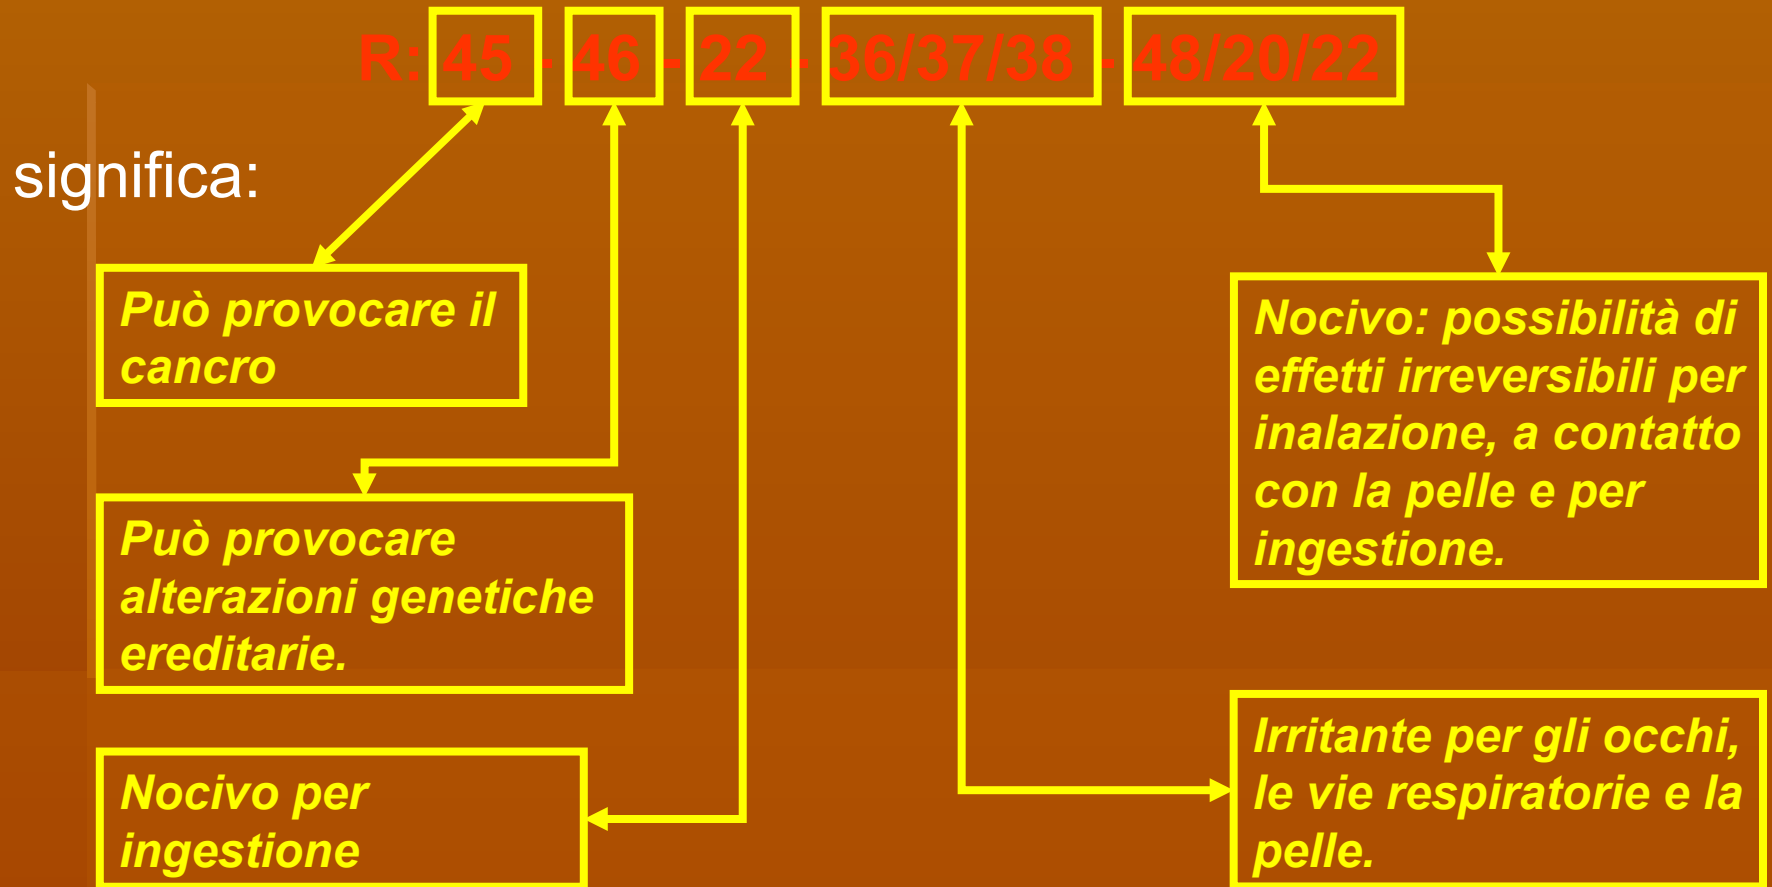 R: 45 - 46 - 22 - 36/37/38 - 48/20/22
significa:
Può provocare il
cancro
Può provocare
alterazioni genetiche
ereditarie.
Nocivo per
ingestione
Nocivo: possibilità di
effetti irreversibili per
inalazione, a contatto
con la pelle e per
ingestione.
Irritante per gli occhi,
le vie respiratorie e la
pelle.